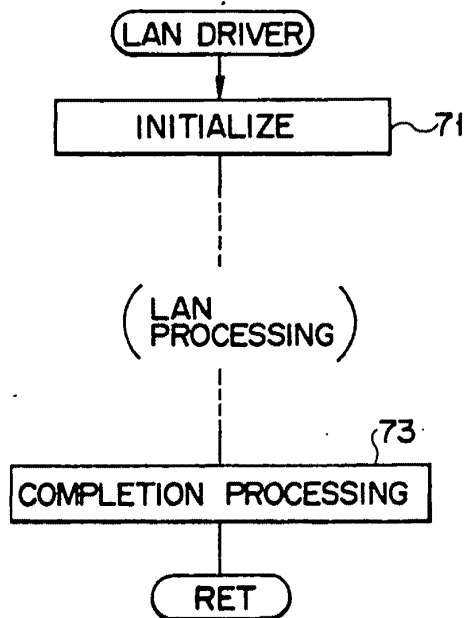 LAN DRIVER
INITIALIZE
71
(LAN
PROCESSING)
73
COMPLETION PROCESSING
RET